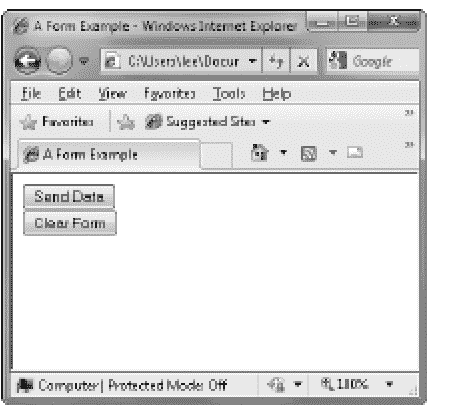 A Form Example - Windows Internet Explorer
C:\Users\lee\Docur
Google
File Edit View Favorites Tools Help
Favorites Suggested Sites
A Form Example
Send Data
Clear Form
Computer | Protected Mode: Off 110%